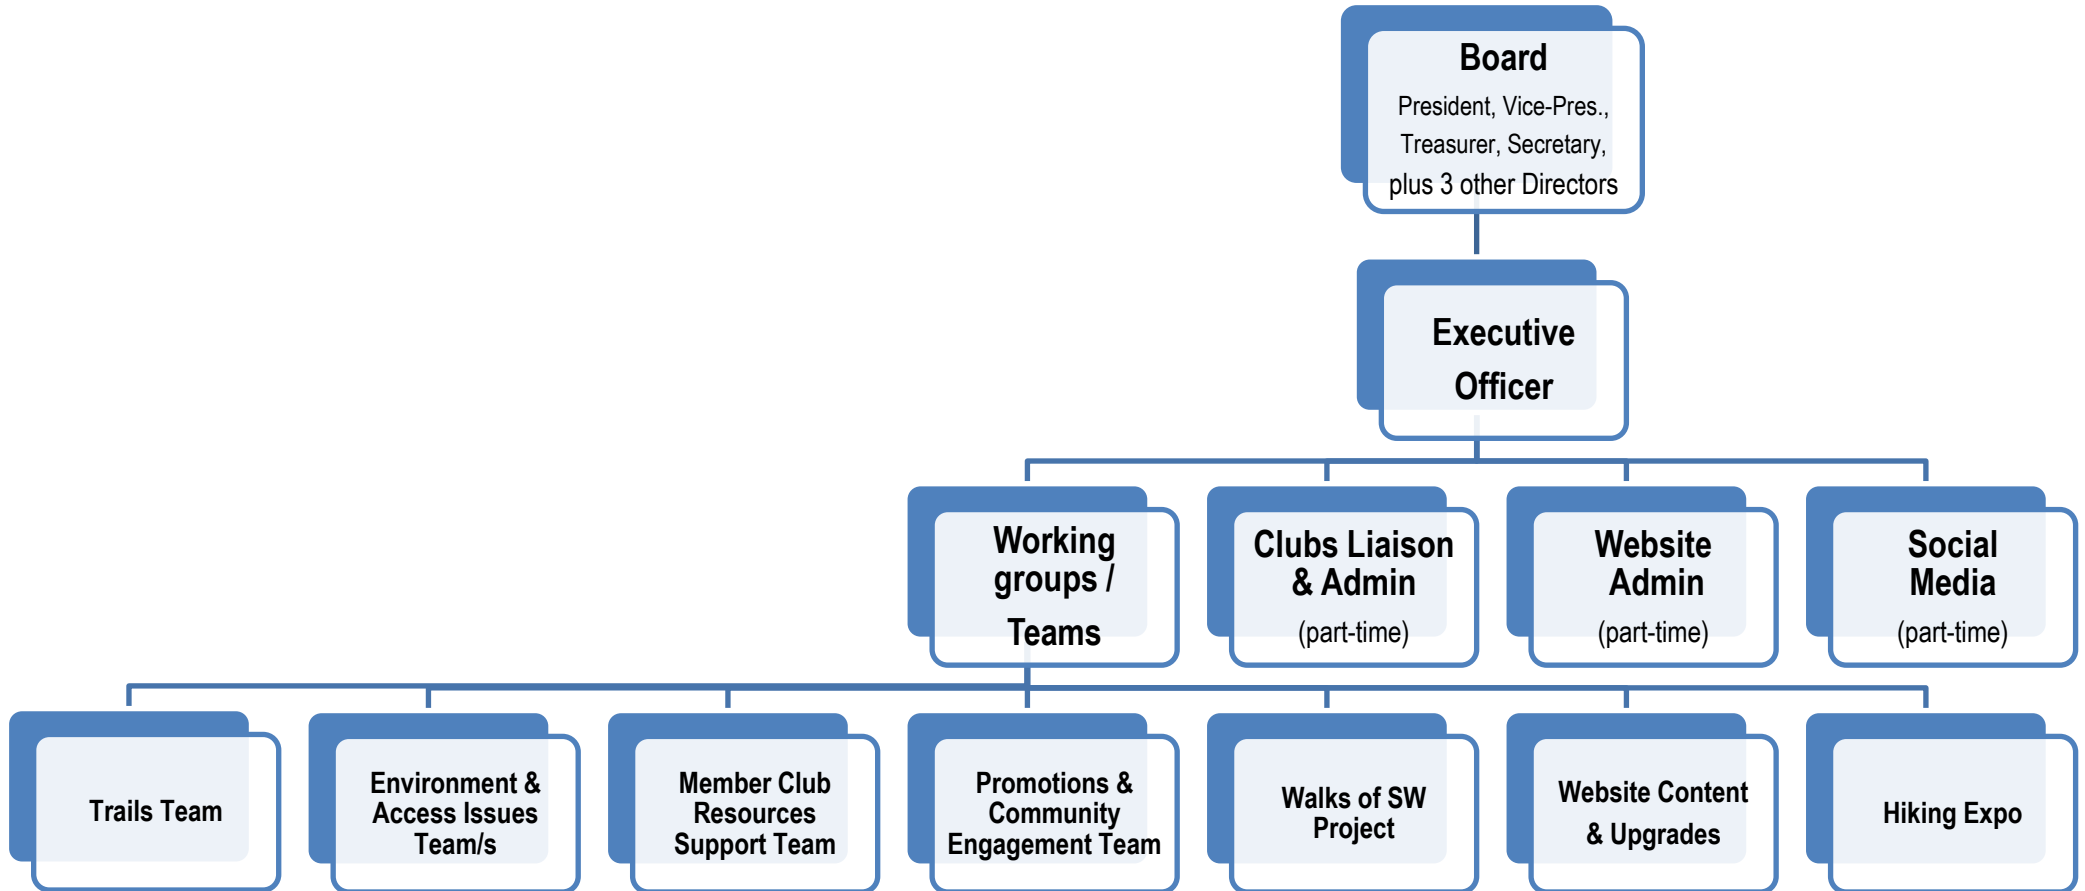 Board
President, Vice-Pres.,
Treasurer, Secretary,
plus 3 other Directors
Executive
Officer
Working
groups /
Teams
Clubs Liaison
& Admin
(part-time)
Website
Admin
(part-time)
Social
Media
(part-time)
Trails Team
Environment &
Access Issues
Team/s
Member Club
Resources
Support Team
Promotions &
Community
Engagement Team
Walks of SW
Project
Website Content
& Upgrades
Hiking Expo